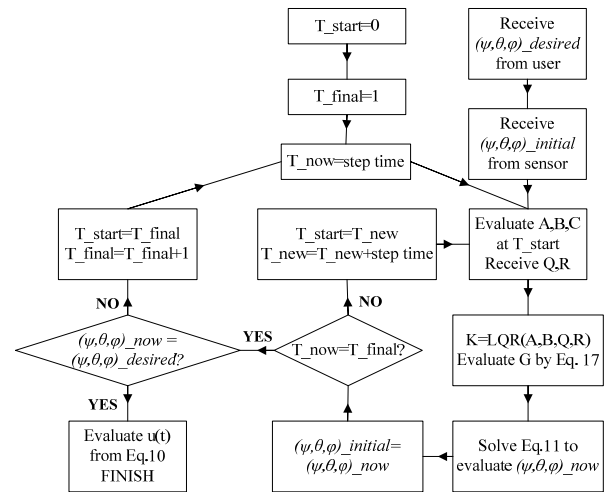 T_start=0
T_final=1
T_now=step time
Receive
(ψ,θ,φ)_desired
from user
Receive
(ψ,θ,φ)_initial
from sensor
Evaluate A,B,C
at T_start
Receive Q,R
K=LQR(A,B,Q,R)
Evaluate G by Eq. 17
Solve Eq.11 to
evaluate (ψ,θ,φ)_now
(ψ,θ,φ)_initial=
(ψ,θ,φ)_now
T_now=T_final?
NO
T_start=T_new
T_new=T_new+step time
YES
(ψ,θ,φ)_now =
(ψ,θ,φ)_desired?
NO
T_start=T_final
T_final=T_final+1
YES
Evaluate u(t)
from Eq.10
FINISH